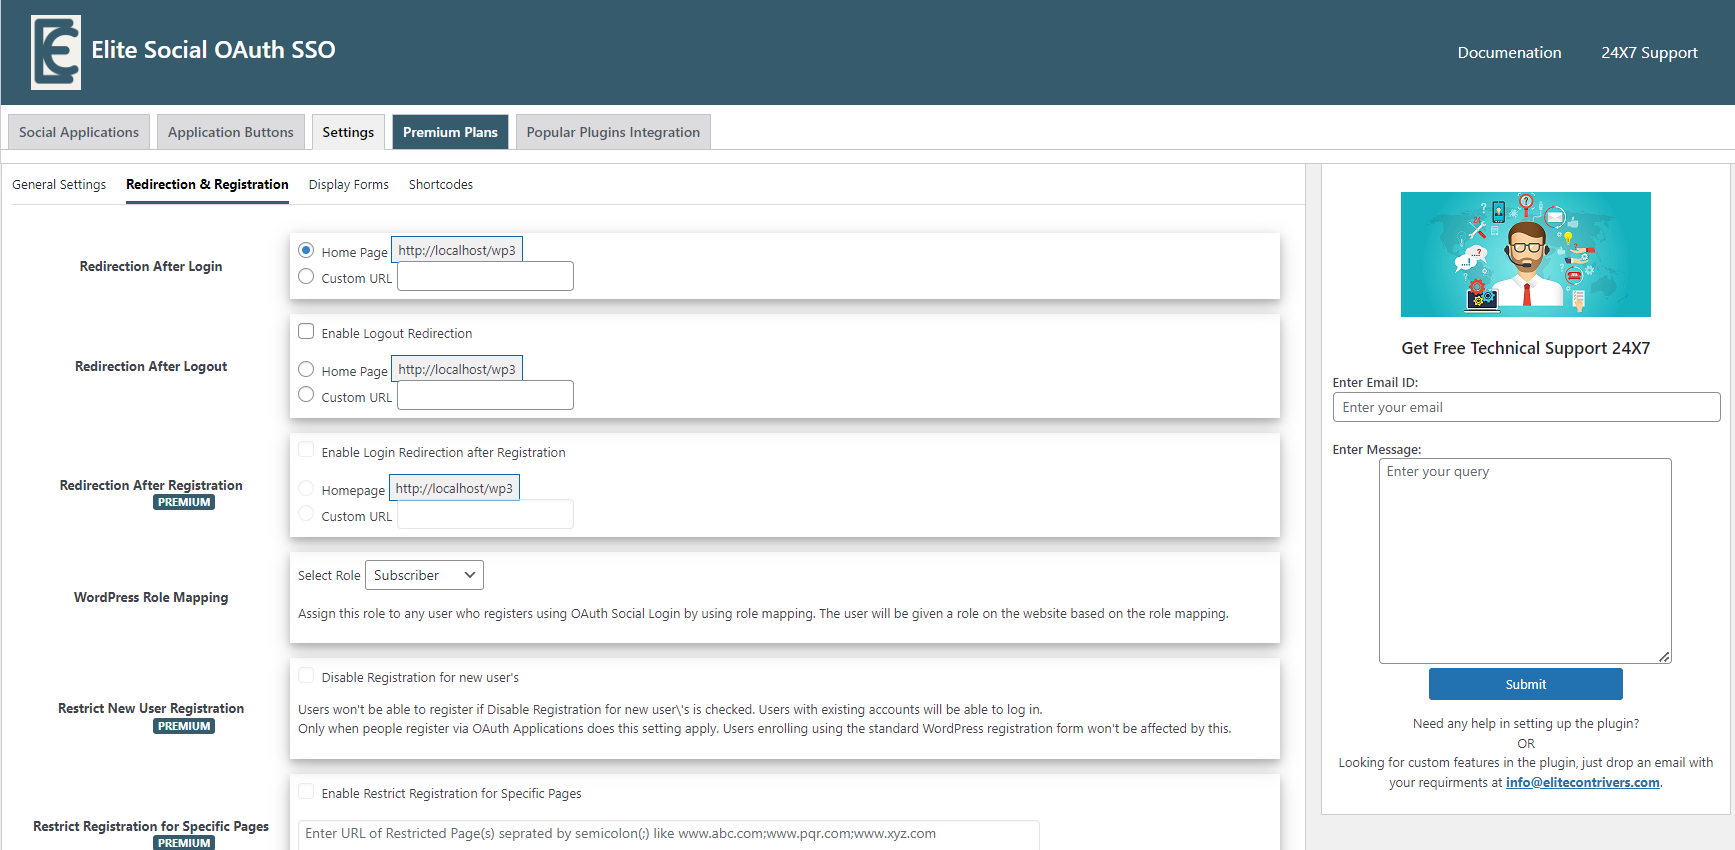 Elite Social OAuth SSO
Documenation
24X7 Support
Social Applications
Application Buttons
Settings
Premium Plans
Popular Plugins Integration
General Settings
Redirection & Registration
Display Forms
Shortcodes
Redirection After Login
Home Page http://localhost/wp3
Custom URL
Redirection After Logout
Enable Logout Redirection
Home Page http://localhost/wp3
Custom URL
Redirection After Registration
PREMIUM
Enable Login Redirection after Registration
Homepage http://localhost/wp3
Custom URL
WordPress Role Mapping
Select Role Subscriber
Assign this role to any user who registers using OAuth Social Login by using role mapping. The user will be given a role on the website based on the role mapping.
Restrict New User Registration
PREMIUM
Disable Registration for new user's
Users won't be able to register if Disable Registration for new user\'s is checked. Users with existing accounts will be able to log in.
Only when people register via OAuth Applications does this setting apply. Users enrolling using the standard WordPress registration form won't be affected by this.
Restrict Registration for Specific Pages
PREMIUM
Enable Restrict Registration for Specific Pages
Enter URL of Restricted Page(s) seprated by semicolon(;) like www.abc.com;www.pqr.com;www.xyz.com
Get Free Technical Support 24X7
Enter Email ID:
Enter your email
Enter Message:
Enter your query
Submit
Need any help in setting up the plugin?
OR
Looking for custom features in the plugin, just drop an email with
your requirments at info@elitecontrivers.com.